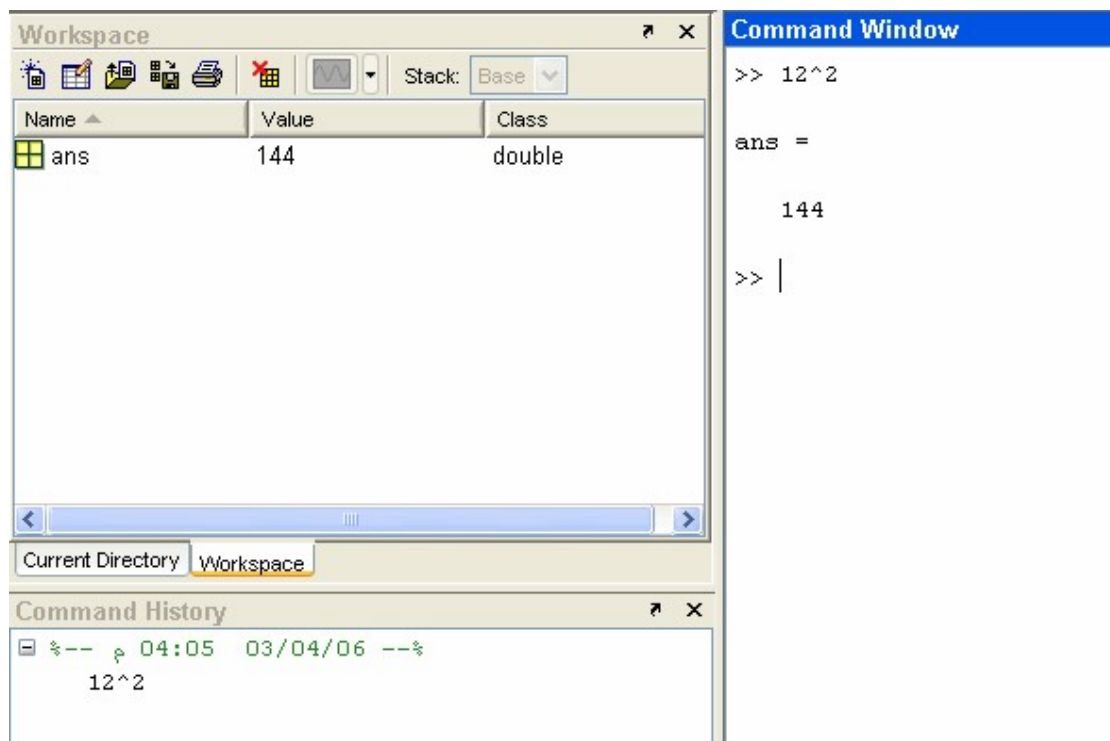 Workspace
Stack: Base
Name Value Class
ans 144 double
Current Directory Workspace
Command History
%-- م 04:05 03/04/06 --%
12^2
Command Window
>> 12^2
ans =
144
>>